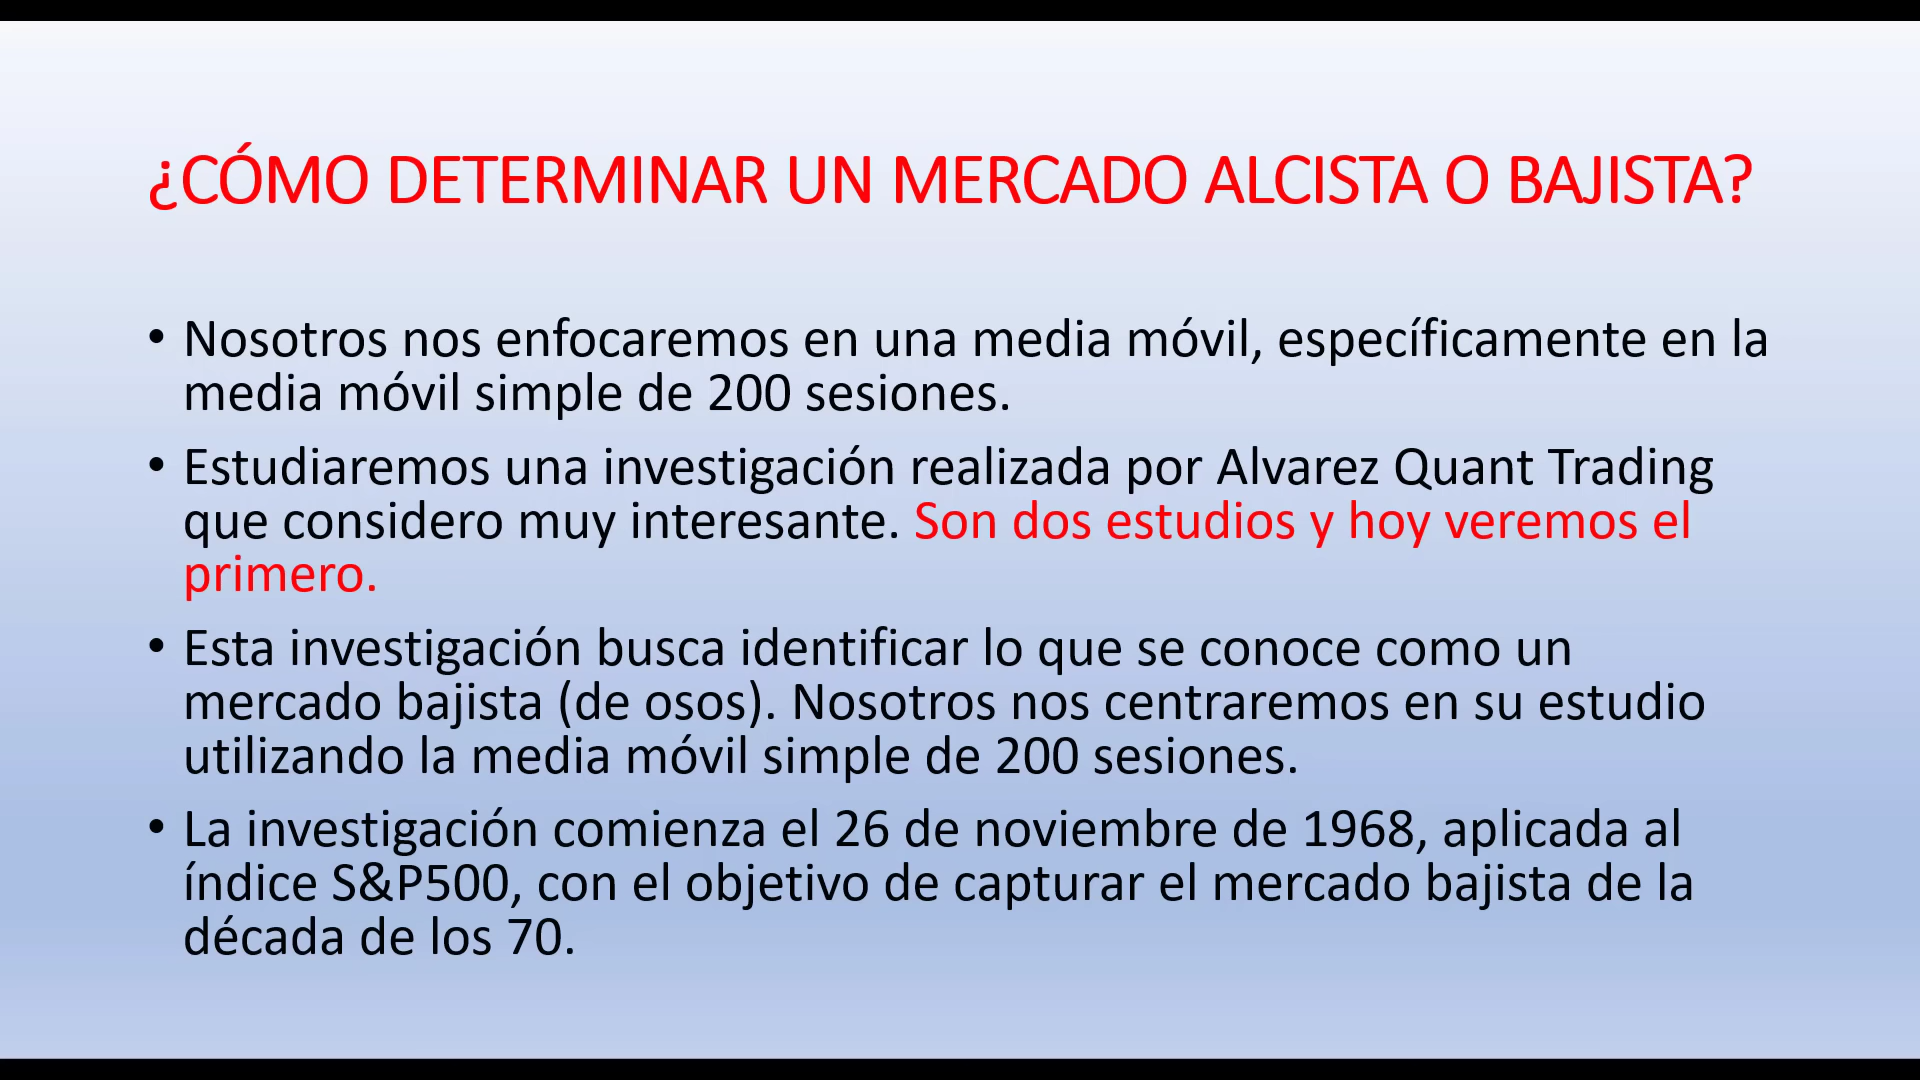 ¿CÓMO DETERMINAR UN MERCADO ALCISTA O BAJISTA?
• Nosotros nos enfocaremos en una media móvil, específicamente en la
media móvil simple de 200 sesiones.
• Estudiaremos una investigación realizada por Alvarez Quant Trading
que considero muy interesante. Son dos estudios y hoy veremos el
primero.
• Esta investigación busca identificar lo que se conoce como un
mercado bajista (de osos). Nosotros nos centraremos en su estudio
utilizando la media móvil simple de 200 sesiones.
• La investigación comienza el 26 de noviembre de 1968, aplicada al
índice S&P500, con el objetivo de capturar el mercado bajista de la
década de los 70.